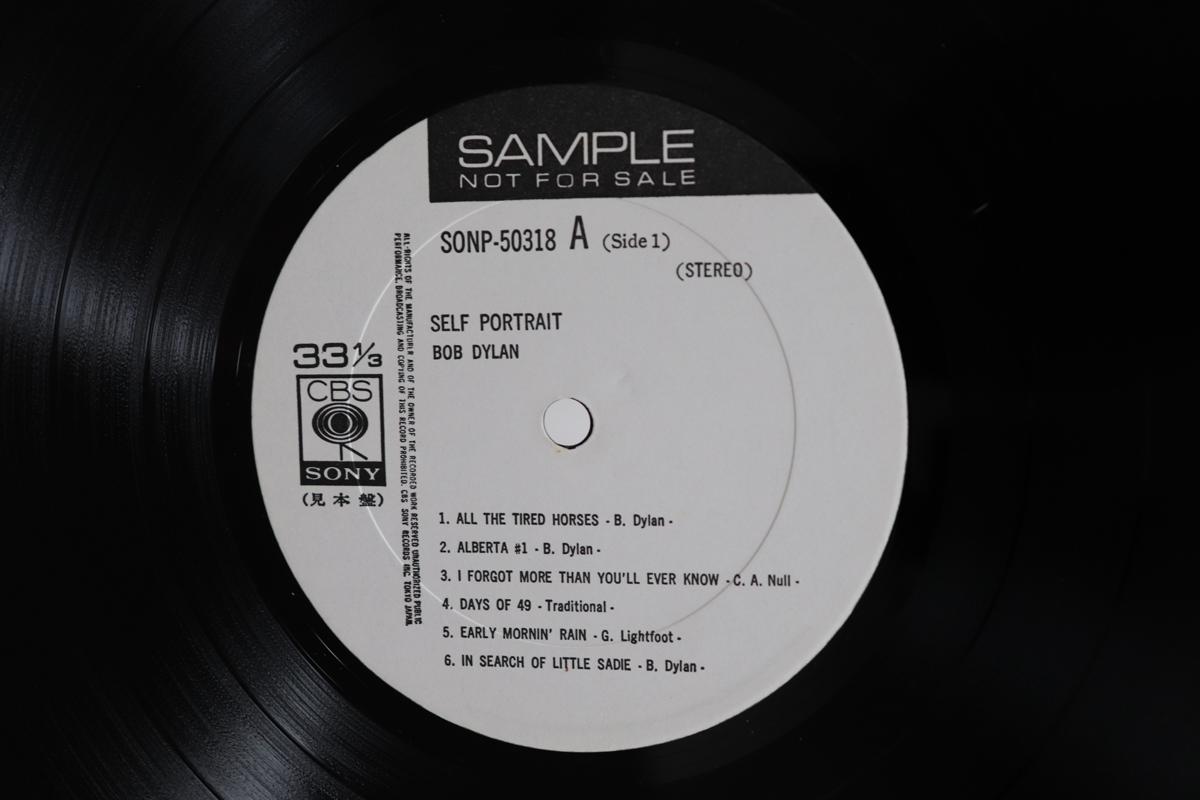 SAMPLE
NOT FOR SALE
SONP-50318 A (Side 1)
(STEREO)
SELF PORTRAIT
BOB DYLAN
33⅓
CBS
SONY
(見本盤)
ALL-RIGHTS OF THE MANUFACTURER AND OF THE OWNER OF THE RECORDED WORK RESERVED UNAUTHORIZED PUBLIC
PERFORMANCE, BROADCASTING AND COPYING OF THIS RECORD PROHIBITED. CBS SONY RECORDS INC. TOKYO JAPAN.
1. ALL THE TIRED HORSES - B. Dylan -
2. ALBERTA #1 - B. Dylan -
3. I FORGOT MORE THAN YOU'LL EVER KNOW - C. A. Null -
4. DAYS OF 49 - Traditional -
5. EARLY MORNIN' RAIN - G. Lightfoot -
6. IN SEARCH OF LITTLE SADIE - B. Dylan -